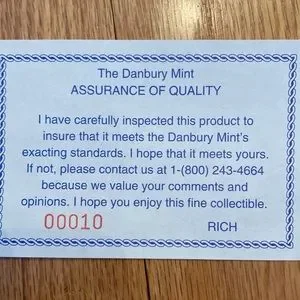 The Danbury Mint
ASSURANCE OF QUALITY
I have carefully inspected this product to
insure that it meets the Danbury Mint's
exacting standards. I hope that it meets yours.
If not, please contact us at 1-(800) 243-4664
because we value your comments and
opinions. I hope you enjoy this fine collectible.
00010 RICH